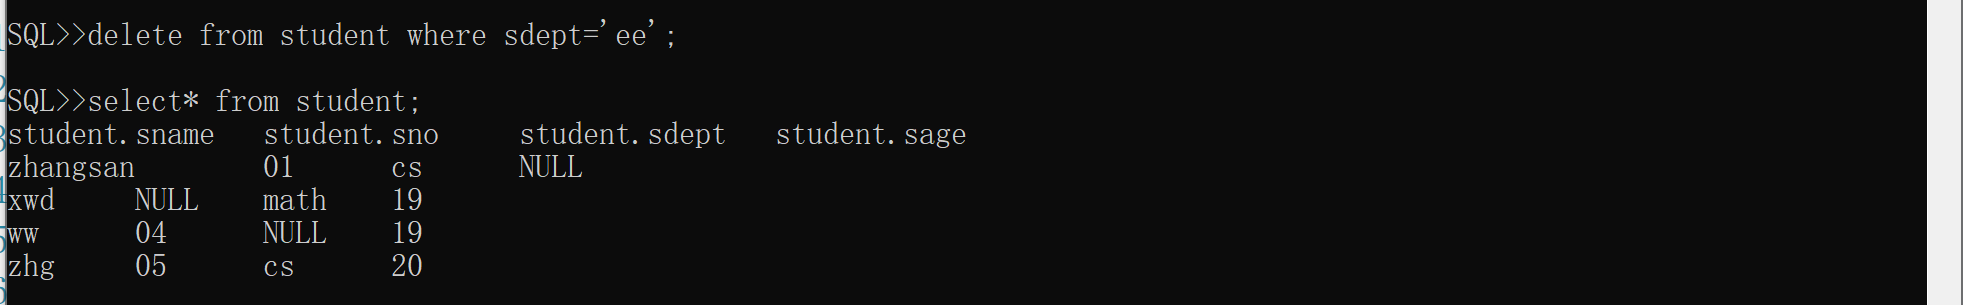 SQL>>delete from student where sdept='ee';
SQL>>select* from student;
student.sname student.sno student.sdept student.sage
zhangsan 01 cs NULL
xwd NULL math 19
ww 04 NULL 19
zhg 05 cs 20